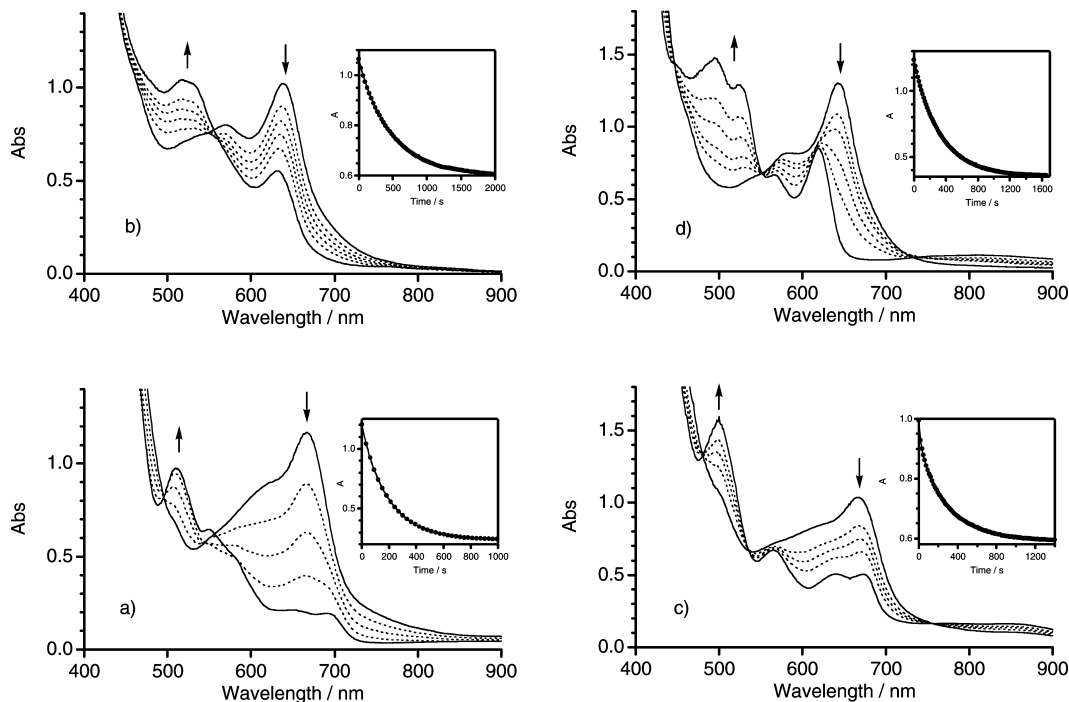 1.0
0.5
0.0
Abs
400 500 600 700 800 900
Wavelength / nm
b)
1.0
0.8
0.6
A
0 500 1000 1500 2000
Time / s
1.5
1.0
0.5
0.0
Abs
400 500 600 700 800 900
Wavelength / nm
d)
1.0
0.5
A
0 400 800 1200 1600
Time / s
1.0
0.5
0.0
Abs
400 500 600 700 800 900
Wavelength / nm
a)
1.0
0.5
A
0 200 400 600 800 1000
Time / s
1.5
1.0
0.5
0.0
Abs
400 500 600 700 800 900
Wavelength / nm
c)
1.0
0.9
0.8
0.7
0.6
A
0 400 800 1200
Time / s